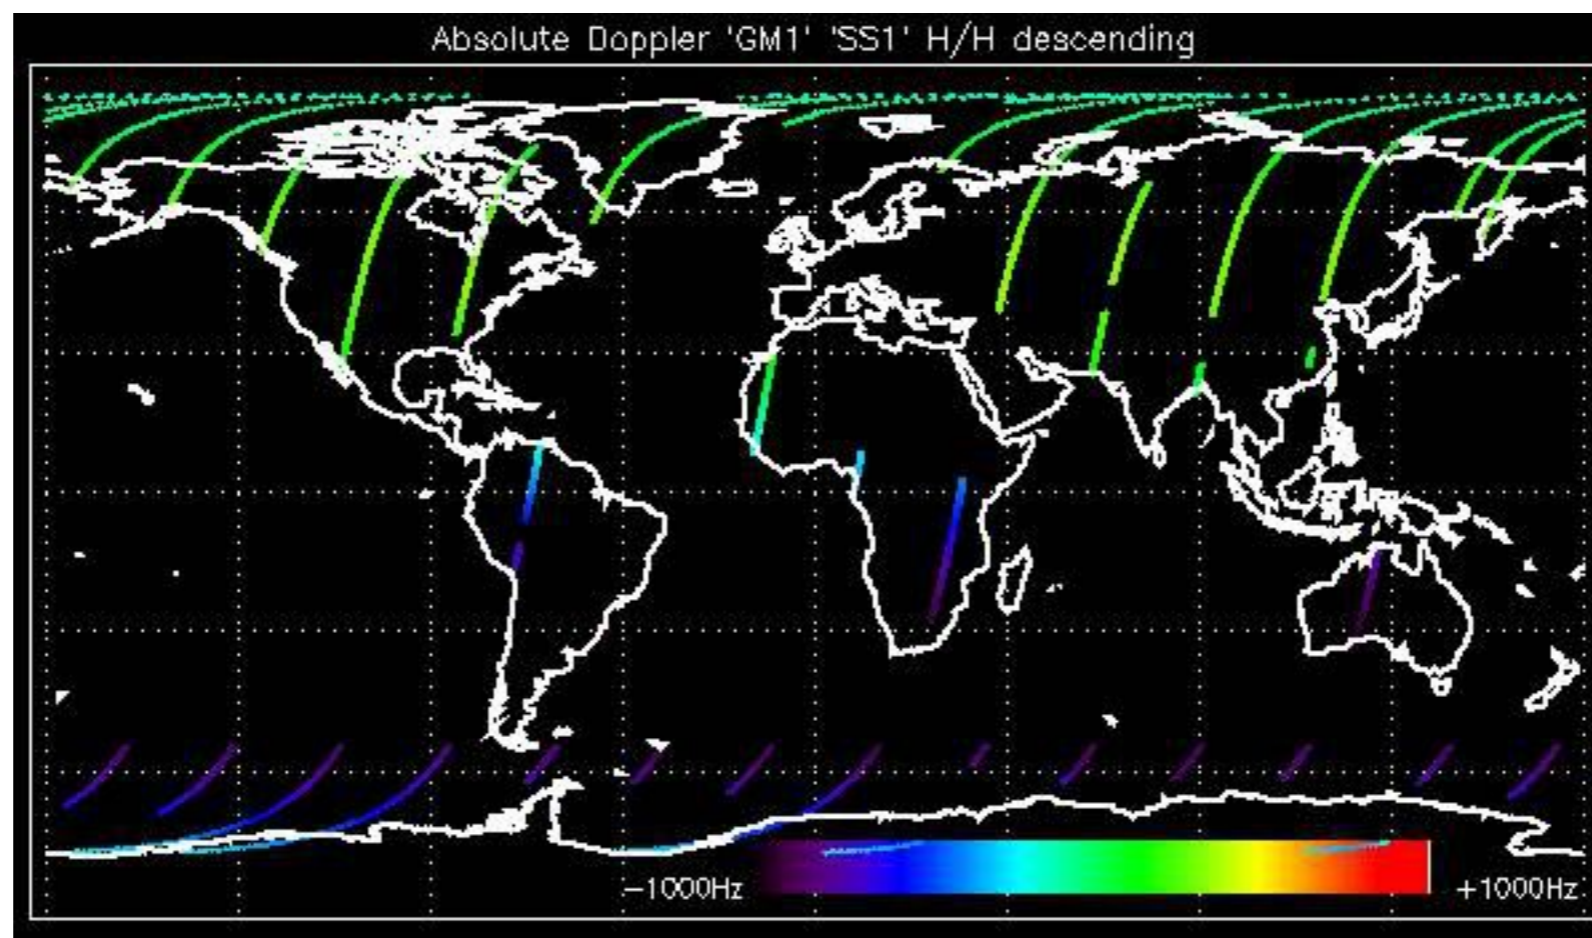 Absolute Doppler 'GM1' 'SS1' H/H descending
−1000Hz
+1000Hz